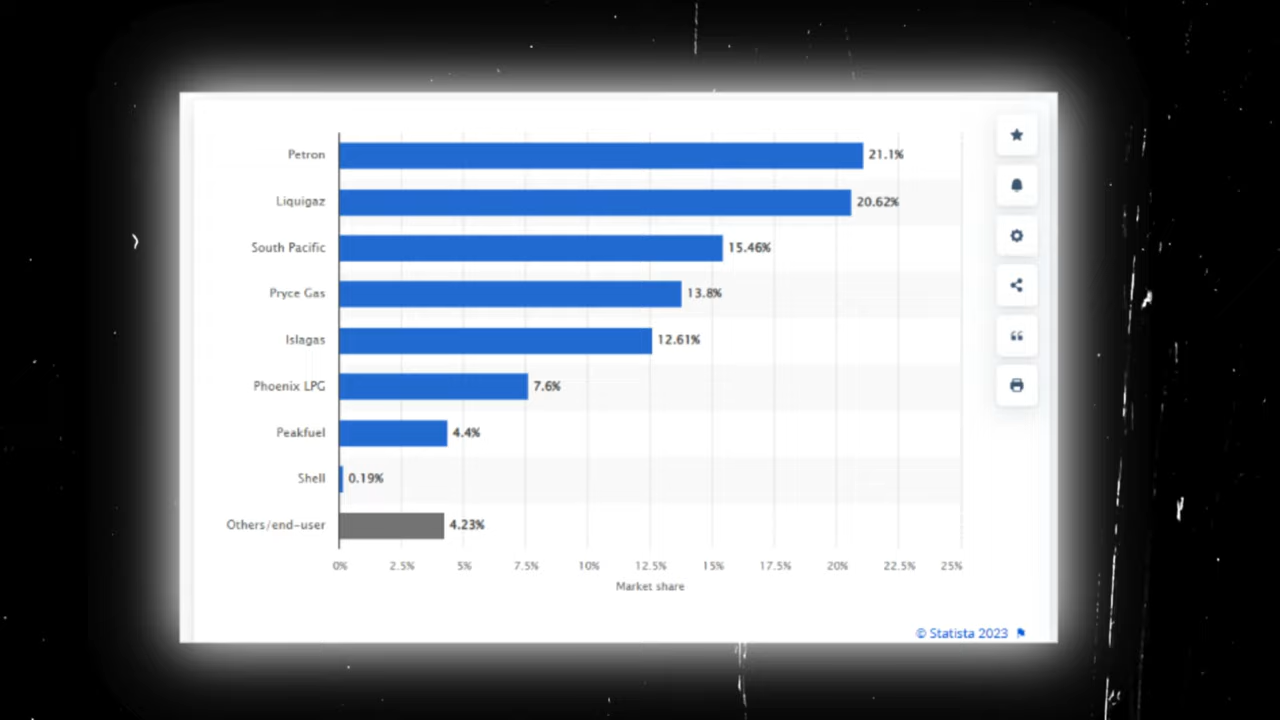 Petron 21.1%
Liquigaz 20.62%
South Pacific 15.46%
Pryce Gas 13.8%
Islagas 12.61%
Phoenix LPG 7.6%
Peakfuel 4.4%
Shell 0.19%
Others/end-user 4.23%
0% 2.5% 5% 7.5% 10% 12.5% 15% 17.5% 20% 22.5% 25%
Market share
© Statista 2023